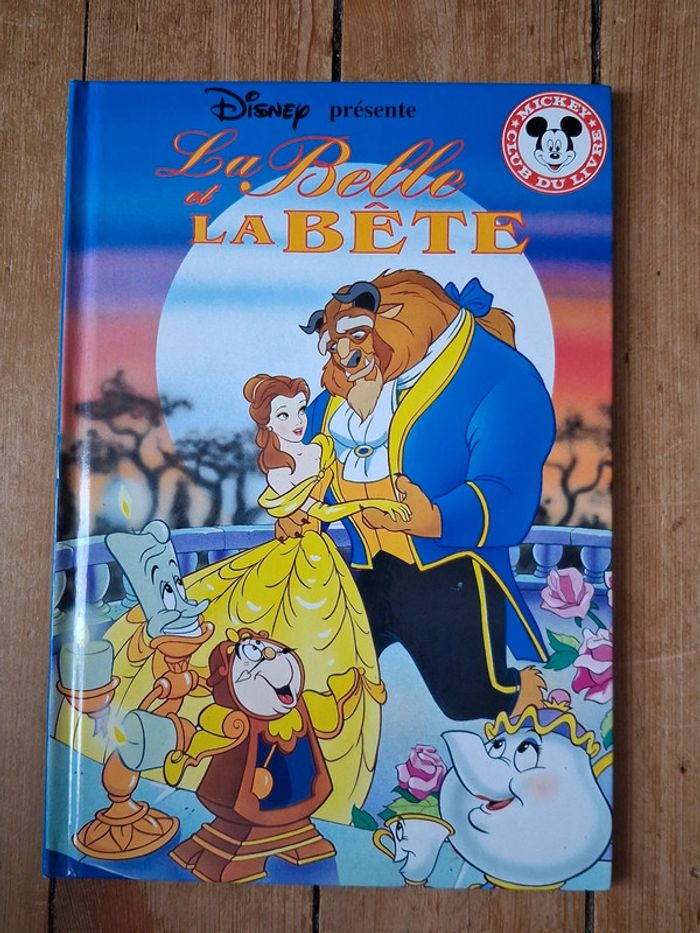 DISNEY présente
MICKEY
CLUB DU LIVRE
La Belle
et
LA BÊTE